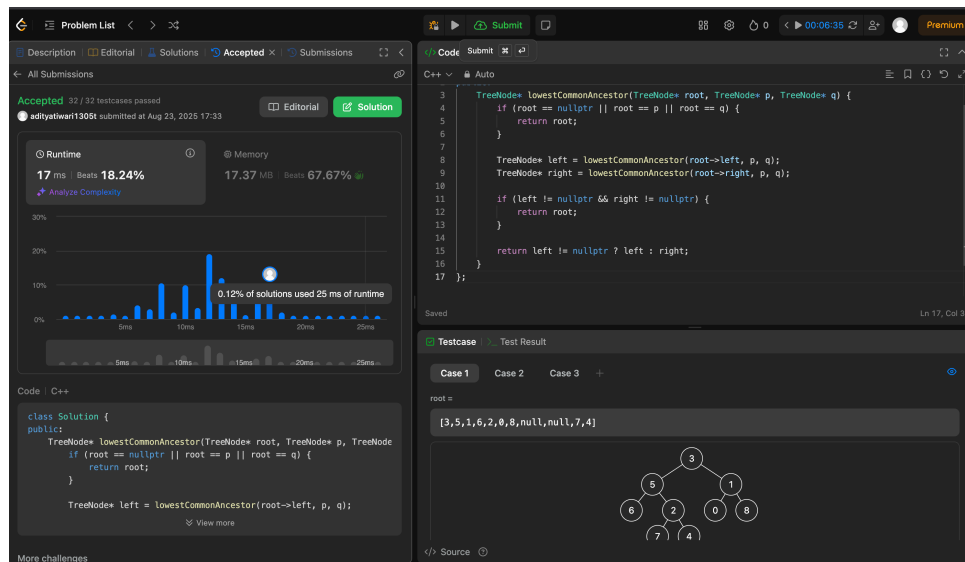 Problem List
Submit
0
00:06:35
Premium
Description | Editorial | Solutions | Accepted × | Submissions
All Submissions
Accepted 32 / 32 testcases passed
adityatiwari1305t submitted at Aug 23, 2025 17:33
Editorial
Solution
Runtime
17 ms | Beats 18.24%
Analyze Complexity
Memory
17.37 MB | Beats 67.67%
30%
20%
10%
0%
0.12% of solutions used 25 ms of runtime
5ms 10ms 15ms 20ms 25ms
5ms 10ms 15ms 20ms 25ms
Code | C++
class Solution {
public:
    TreeNode* lowestCommonAncestor(TreeNode* root, TreeNode* p, TreeNode
        if (root == nullptr || root == p || root == q) {
            return root;
        }
        TreeNode* left = lowestCommonAncestor(root->left, p, q);
View more
More challenges
</> Code
Submit ⌘ ↵
C++ Auto
3 TreeNode* lowestCommonAncestor(TreeNode* root, TreeNode* p, TreeNode* q) {
4 if (root == nullptr || root == p || root == q) {
5 return root;
6 }
7
8 TreeNode* left = lowestCommonAncestor(root->left, p, q);
9 TreeNode* right = lowestCommonAncestor(root->right, p, q);
10
11 if (left != nullptr && right != nullptr) {
12 return root;
13 }
14
15 return left != nullptr ? left : right;
16 }
17 };
Saved
Ln 17, Col 3
Testcase | >_ Test Result
Case 1 Case 2 Case 3 +
root =
[3,5,1,6,2,0,8,null,null,7,4]
3
5 1
6 2 0 8
7 4
</> Source